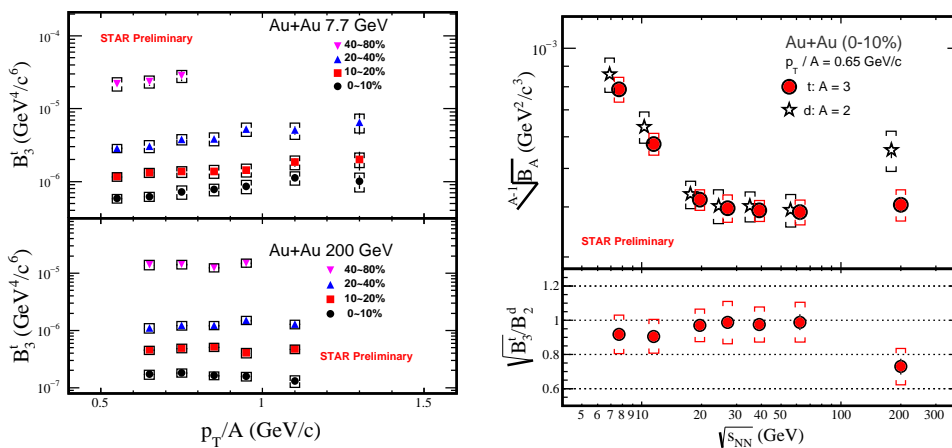 Au+Au 7.7 GeV
STAR Preliminary
40~80%
20~40%
10~20%
0~10%
B₃ᵗ (GeV⁴/c⁶)
10⁻⁴
10⁻⁵
10⁻⁶
Au+Au 200 GeV
40~80%
20~40%
10~20%
0~10%
STAR Preliminary
B₃ᵗ (GeV⁴/c⁶)
10⁻⁵
10⁻⁶
10⁻⁷
0.5 1 1.5
p_T/A (GeV/c)
10⁻³
Au+Au (0-10%)
p_T / A = 0.65 GeV/c
t: A = 3
d: A = 2
ᴬ⁻¹√B_A (GeV²/c³)
STAR Preliminary
√B₃ᵗ/B₂ᵈ
1.2
1.0
0.8
0.6
4 5 6 7 8 9 10 20 30 40 50 100 200 300
√s_NN (GeV)